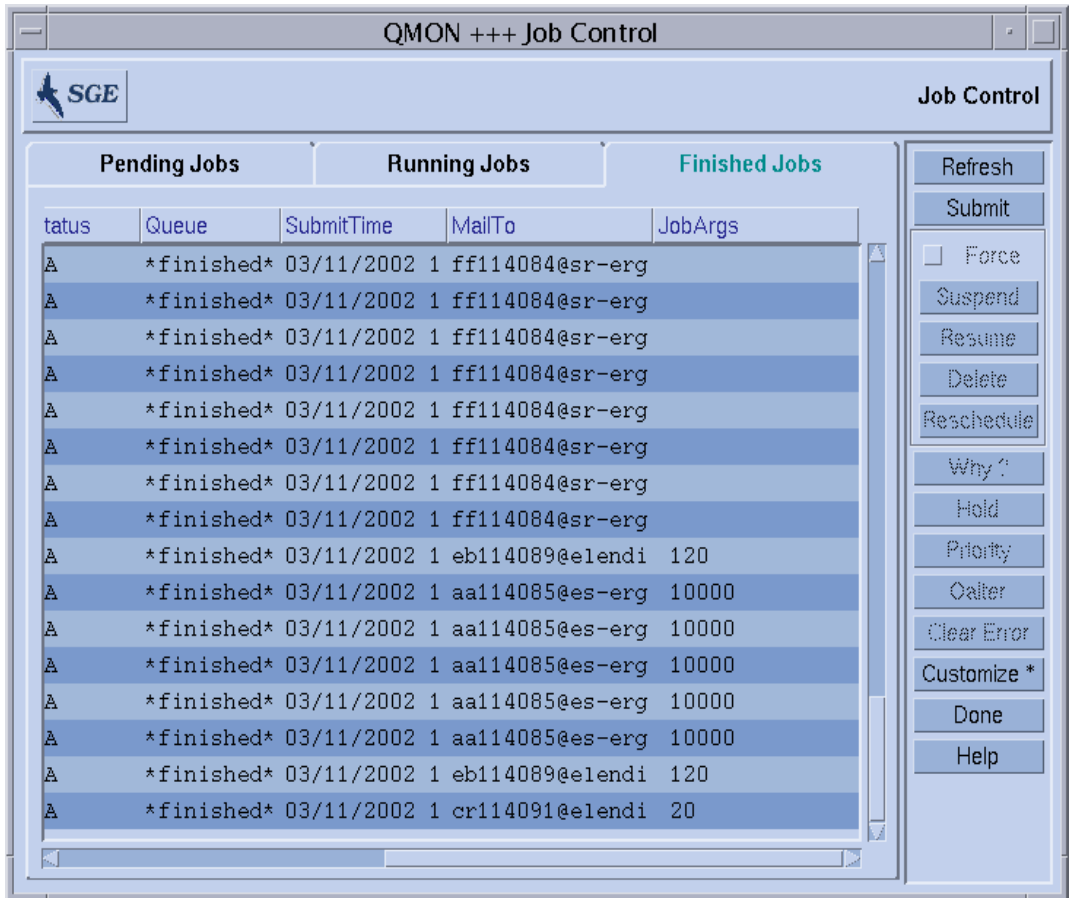 QMON +++ Job Control
SGE
Job Control
Pending Jobs Running Jobs Finished Jobs
tatus Queue SubmitTime MailTo JobArgs
A *finished* 03/11/2002 1 ff114084@sr-erg
A *finished* 03/11/2002 1 ff114084@sr-erg
A *finished* 03/11/2002 1 ff114084@sr-erg
A *finished* 03/11/2002 1 ff114084@sr-erg
A *finished* 03/11/2002 1 ff114084@sr-erg
A *finished* 03/11/2002 1 ff114084@sr-erg
A *finished* 03/11/2002 1 ff114084@sr-erg
A *finished* 03/11/2002 1 ff114084@sr-erg
A *finished* 03/11/2002 1 eb114089@elendi 120
A *finished* 03/11/2002 1 aa114085@es-erg 10000
A *finished* 03/11/2002 1 aa114085@es-erg 10000
A *finished* 03/11/2002 1 aa114085@es-erg 10000
A *finished* 03/11/2002 1 aa114085@es-erg 10000
A *finished* 03/11/2002 1 aa114085@es-erg 10000
A *finished* 03/11/2002 1 eb114089@elendi 120
A *finished* 03/11/2002 1 cr114091@elendi 20
Refresh
Submit
Force
Suspend
Resume
Delete
Reschedule
Why ?
Hold
Priority
Qalter
Clear Error
Customize *
Done
Help